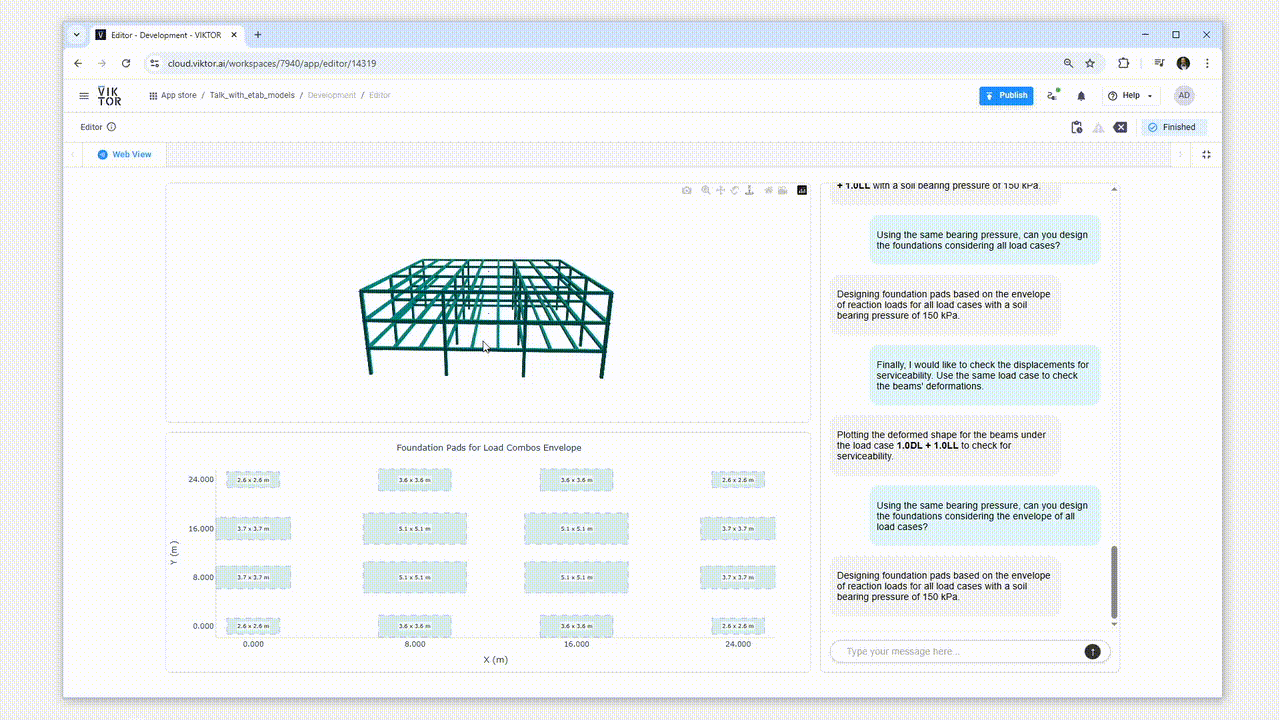 Editor - Development - VIKTOR
cloud.viktor.ai/workspaces/7940/app/editor/14319
VIK
TOR
App store / Talk_with_etab_models / Development / Editor
Publish
Help
AD
Editor
Finished
Web View
Foundation Pads for Load Combos Envelope
24.000
2.6 x 2.6 m
3.6 x 3.6 m
3.6 x 3.6 m
2.6 x 2.6 m
16.000
3.7 x 3.7 m
5.1 x 5.1 m
5.1 x 5.1 m
3.7 x 3.7 m
8.000
3.7 x 3.7 m
5.1 x 5.1 m
5.1 x 5.1 m
3.7 x 3.7 m
0.000
2.6 x 2.6 m
3.6 x 3.6 m
3.6 x 3.6 m
2.6 x 2.6 m
Y (m )
0.000
8.000
16.000
24.000
X (m)
+ 1.0LL with a soil bearing pressure of 150 kPa.
Using the same bearing pressure, can you design
the foundations considering all load cases?
Designing foundation pads based on the envelope
of reaction loads for all load cases with a soil
bearing pressure of 150 kPa.
Finally, I would like to check the displacements for
serviceability. Use the same load case to check
the beams' deformations.
Plotting the deformed shape for the beams under
the load case 1.0DL + 1.0LL to check for
serviceability.
Using the same bearing pressure, can you design
the foundations considering the envelope of all
load cases?
Designing foundation pads based on the envelope
of reaction loads for all load cases with a soil
bearing pressure of 150 kPa.
Type your message here...